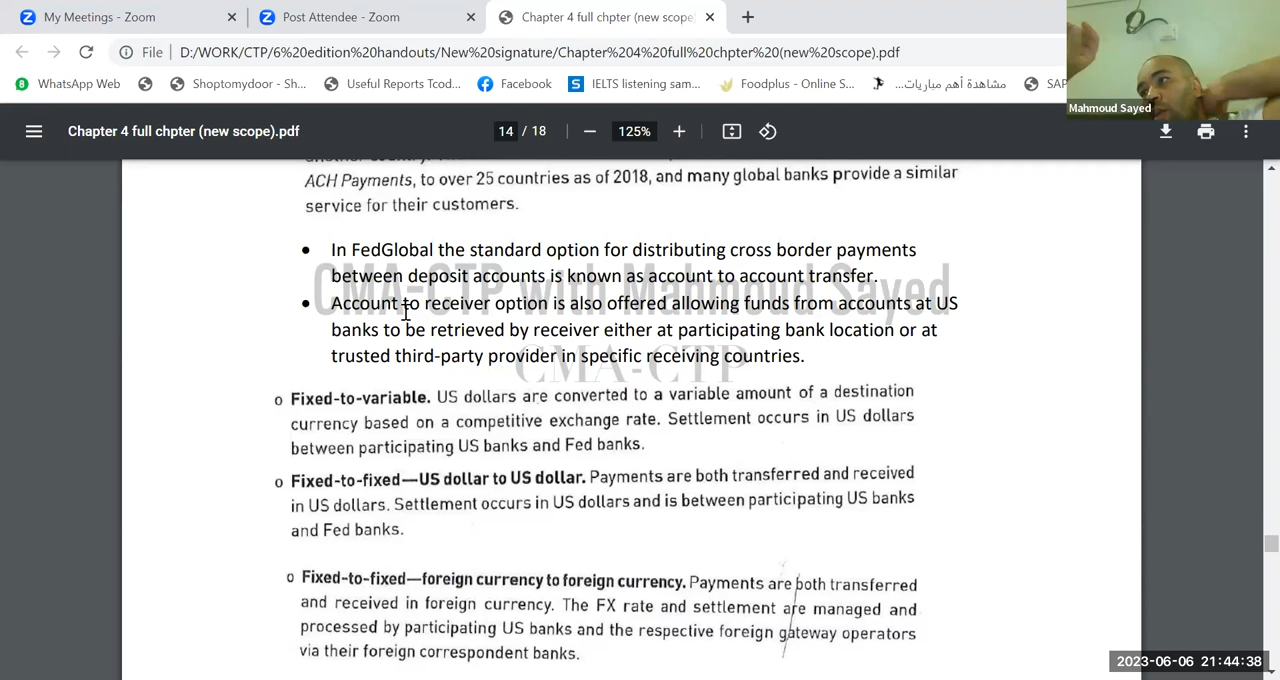 My Meetings - Zoom
Post Attendee - Zoom
Chapter 4 full chpter (new scope)
File
D:/WORK/CTP/6%20edition%20handouts/New%20signature/Chapter%204%20full%20chpter%20(new%20scope).pdf
WhatsApp Web
Shoptomydoor - Sh...
Useful Reports Tcod...
Facebook
IELTS listening sam...
Foodplus - Online S...
مشاهدة أهم مباريات...
SAP
Mahmoud Sayed
Chapter 4 full chpter (new scope).pdf
14 / 18
125%
ACH Payments, to over 25 countries as of 2018, and many global banks provide a similar
service for their customers.
• In FedGlobal the standard option for distributing cross border payments
between deposit accounts is known as account to account transfer.
CMA-CTP with Mahmoud Sayed
• Account to receiver option is also offered allowing funds from accounts at US
banks to be retrieved by receiver either at participating bank location or at
trusted third-party provider in specific receiving countries.
CMA-CTP
o Fixed-to-variable. US dollars are converted to a variable amount of a destination
currency based on a competitive exchange rate. Settlement occurs in US dollars
between participating US banks and Fed banks.
o Fixed-to-fixed—US dollar to US dollar. Payments are both transferred and received
in US dollars. Settlement occurs in US dollars and is between participating US banks
and Fed banks.
o Fixed-to-fixed—foreign currency to foreign currency. Payments are both transferred
and received in foreign currency. The FX rate and settlement are managed and
processed by participating US banks and the respective foreign gateway operators
via their foreign correspondent banks.
2023-06-06 21:44:38